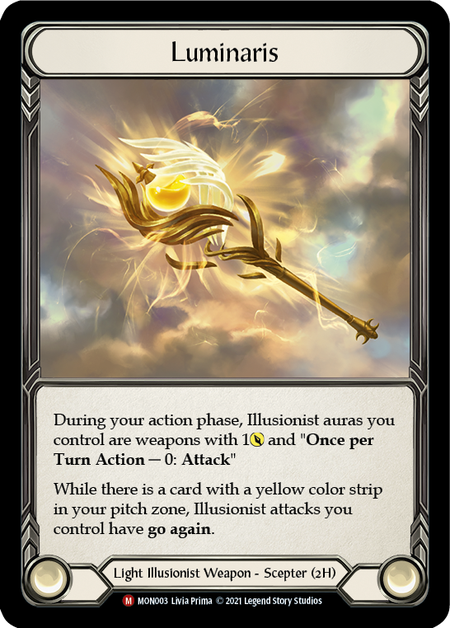 Luminaris
During your action phase, Illusionist auras you
control are weapons with 1 and "Once per
Turn Action — 0: Attack"
While there is a card with a yellow color strip
in your pitch zone, Illusionist attacks you
control have go again.
Light Illusionist Weapon - Scepter (2H)
M MON003 Livia Prima © 2021 Legend Story Studios